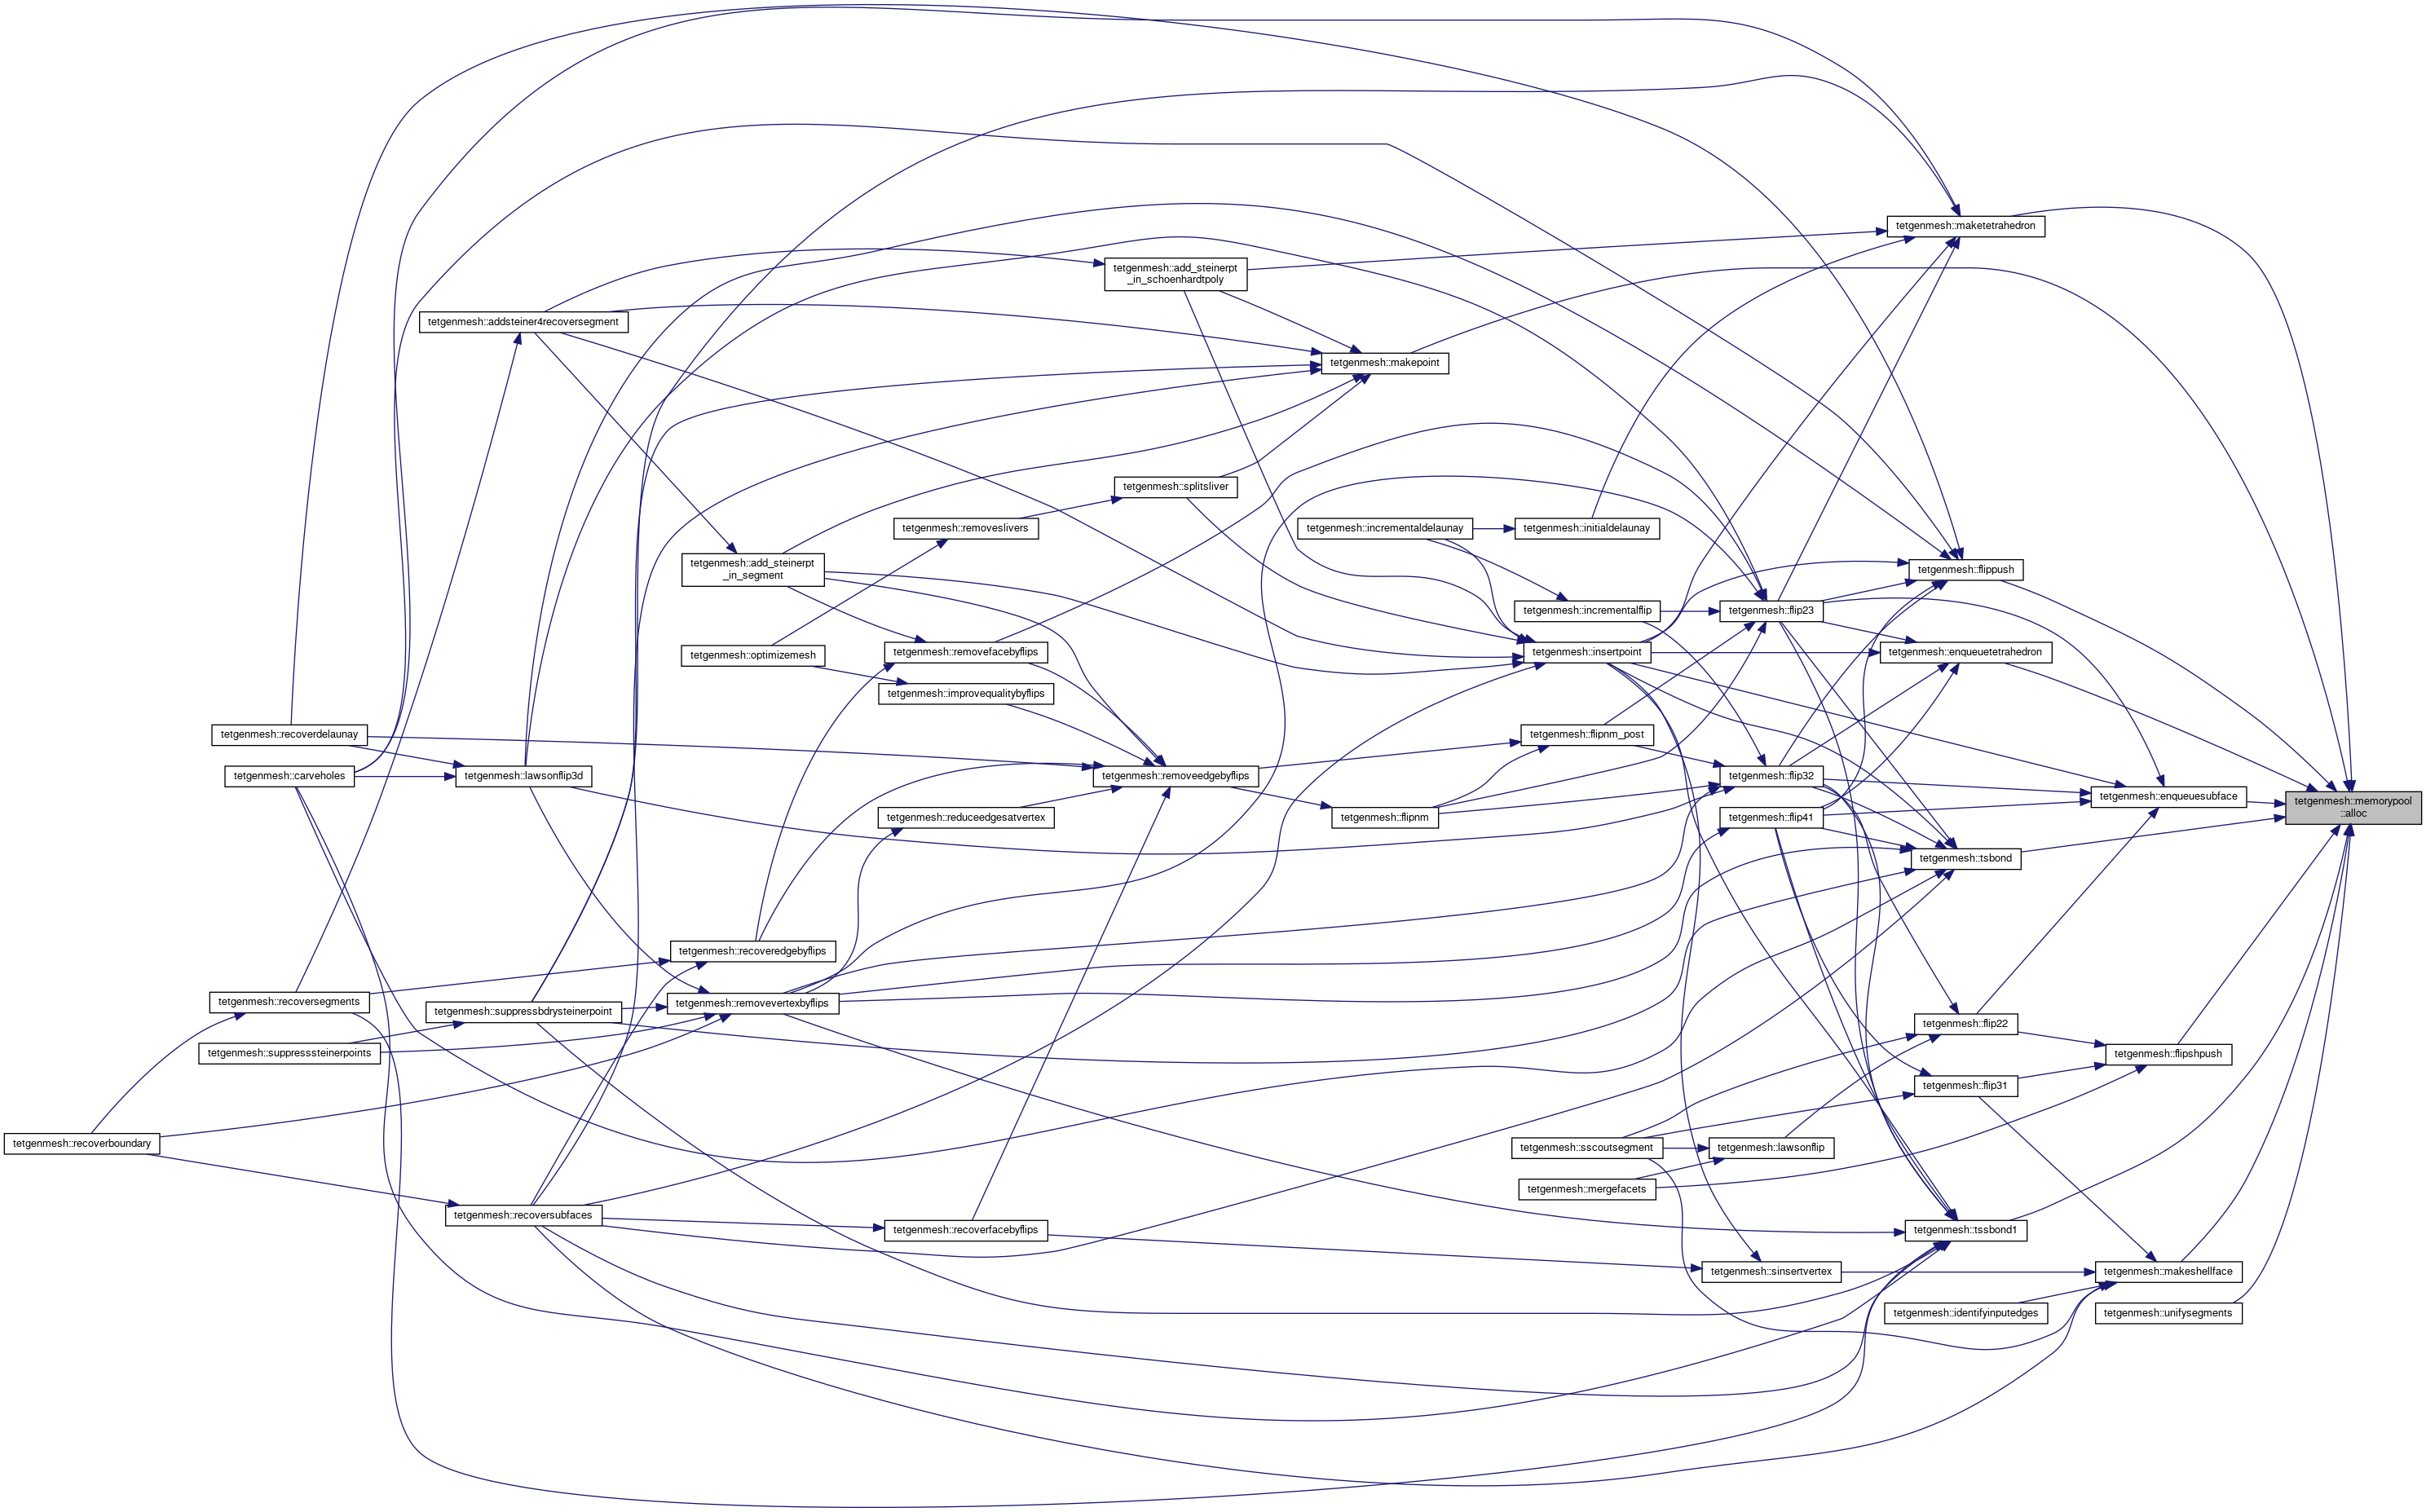 tetgenmesh::maketetrahedron
tetgenmesh::add_steinerpt
_in_schoenhardtpoly
tetgenmesh::addsteiner4recoversegment
tetgenmesh::makepoint
tetgenmesh::splitsliver
tetgenmesh::removeslivers
tetgenmesh::incrementaldelaunay
tetgenmesh::initialdelaunay
tetgenmesh::add_steinerpt
_in_segment
tetgenmesh::flippush
tetgenmesh::incrementalflip
tetgenmesh::flip23
tetgenmesh::optimizemesh
tetgenmesh::removefacebyflips
tetgenmesh::insertpoint
tetgenmesh::enqueuetetrahedron
tetgenmesh::improvequalitybyflips
tetgenmesh::recoverdelaunay
tetgenmesh::flipnm_post
tetgenmesh::carveholes
tetgenmesh::lawsonflip3d
tetgenmesh::removeedgebyflips
tetgenmesh::flip32
tetgenmesh::enqueuesubface
tetgenmesh::memorypool
::alloc
tetgenmesh::reduceedgesatvertex
tetgenmesh::flipnm
tetgenmesh::flip41
tetgenmesh::tsbond
tetgenmesh::recoveredgebyflips
tetgenmesh::recoversegments
tetgenmesh::suppressbdrysteinerpoint
tetgenmesh::removevertexbyflips
tetgenmesh::flip22
tetgenmesh::suppresssteinerpoints
tetgenmesh::flipshpush
tetgenmesh::flip31
tetgenmesh::recoverboundary
tetgenmesh::sscoutsegment
tetgenmesh::lawsonflip
tetgenmesh::mergefacets
tetgenmesh::recoversubfaces
tetgenmesh::recoverfacebyflips
tetgenmesh::tssbond1
tetgenmesh::sinsertvertex
tetgenmesh::makeshellface
tetgenmesh::identifyinputedges
tetgenmesh::unifysegments